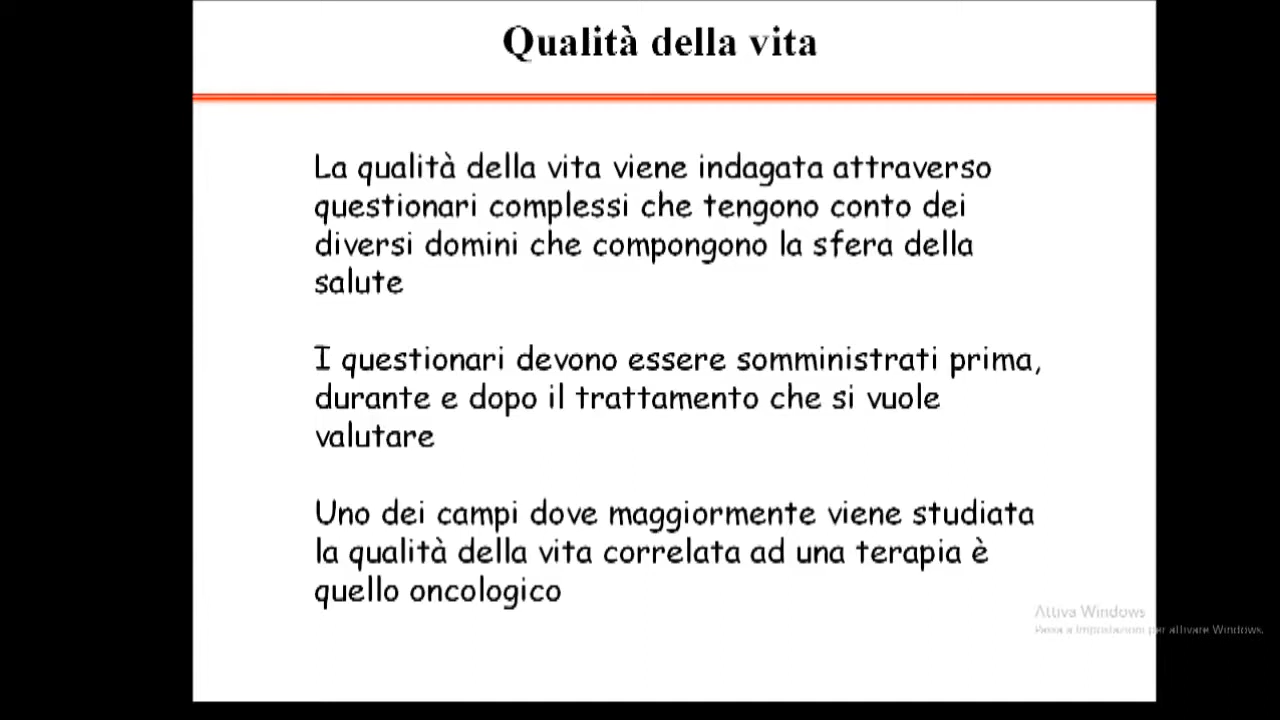 Qualità della vita
La qualità della vita viene indagata attraverso
questionari complessi che tengono conto dei
diversi domini che compongono la sfera della
salute
I questionari devono essere somministrati prima,
durante e dopo il trattamento che si vuole
valutare
Uno dei campi dove maggiormente viene studiata
la qualità della vita correlata ad una terapia è
quello oncologico
Attiva Windows
Passa a Impostazioni per attivare Windows.